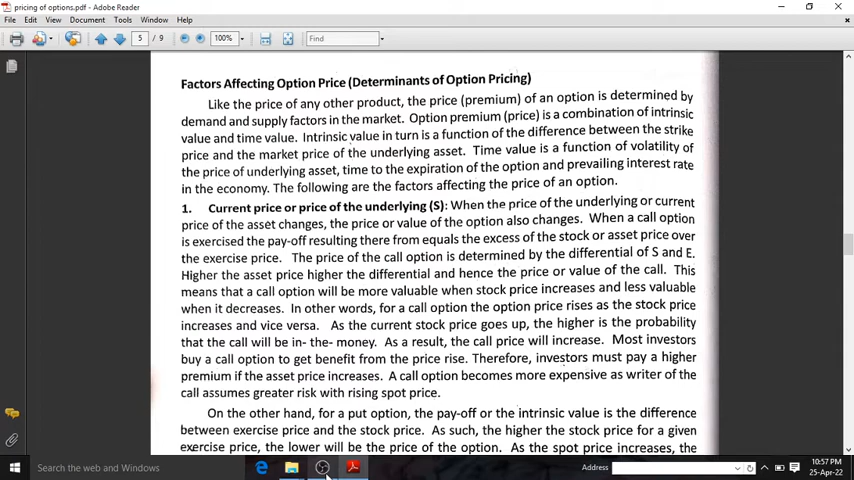 pricing of options.pdf - Adobe Reader
File Edit View Document Tools Window Help
5 / 9 100% Find
Factors Affecting Option Price (Determinants of Option Pricing)
Like the price of any other product, the price (premium) of an option is determined by
demand and supply factors in the market. Option premium (price) is a combination of intrinsic
value and time value. Intrinsic value in turn is a function of the difference between the strike
price and the market price of the underlying asset. Time value is a function of volatility of
the price of underlying asset, time to the expiration of the option and prevailing interest rate
in the economy. The following are the factors affecting the price of an option.
1. Current price or price of the underlying (S): When the price of the underlying or current
price of the asset changes, the price or value of the option also changes. When a call option
is exercised the pay-off resulting there from equals the excess of the stock or asset price over
the exercise price. The price of the call option is determined by the differential of S and E.
Higher the asset price higher the differential and hence the price or value of the call. This
means that a call option will be more valuable when stock price increases and less valuable
when it decreases. In other words, for a call option the option price rises as the stock price
increases and vice versa. As the current stock price goes up, the higher is the probability
that the call will be in- the- money. As a result, the call price will increase. Most investors
buy a call option to get benefit from the price rise. Therefore, investors must pay a higher
premium if the asset price increases. A call option becomes more expensive as writer of the
call assumes greater risk with rising spot price.
On the other hand, for a put option, the pay-off or the intrinsic value is the difference
between exercise price and the stock price. As such, the higher the stock price for a given
exercise price, the lower will be the price of the option. As the spot price increases, the
Search the web and Windows
Address
10:57 PM
25-Apr-22